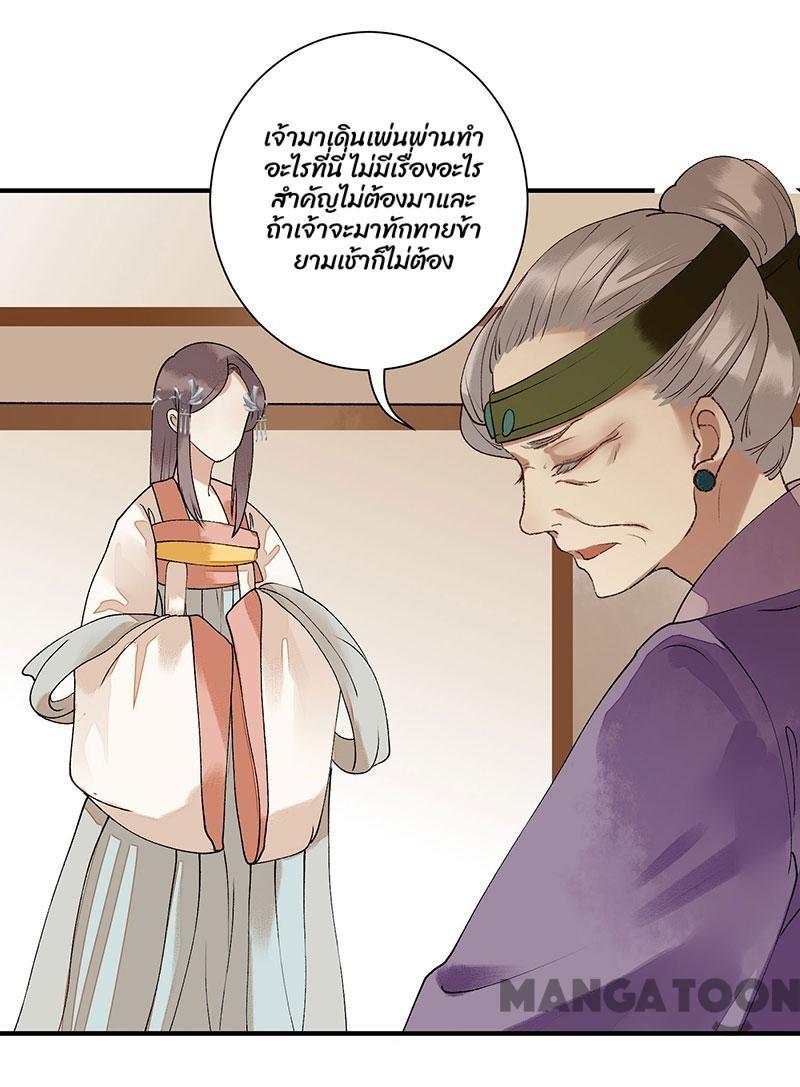 เจ้ามาเดินเพ่นพ่านทำ
อะไรที่นี่ ไม่มีเรื่องอะไร
สำคัญไม่ต้องมาและ
ถ้าเจ้าจะมาทักทายข้า
ยามเช้าก็ไม่ต้อง
MANGATOON